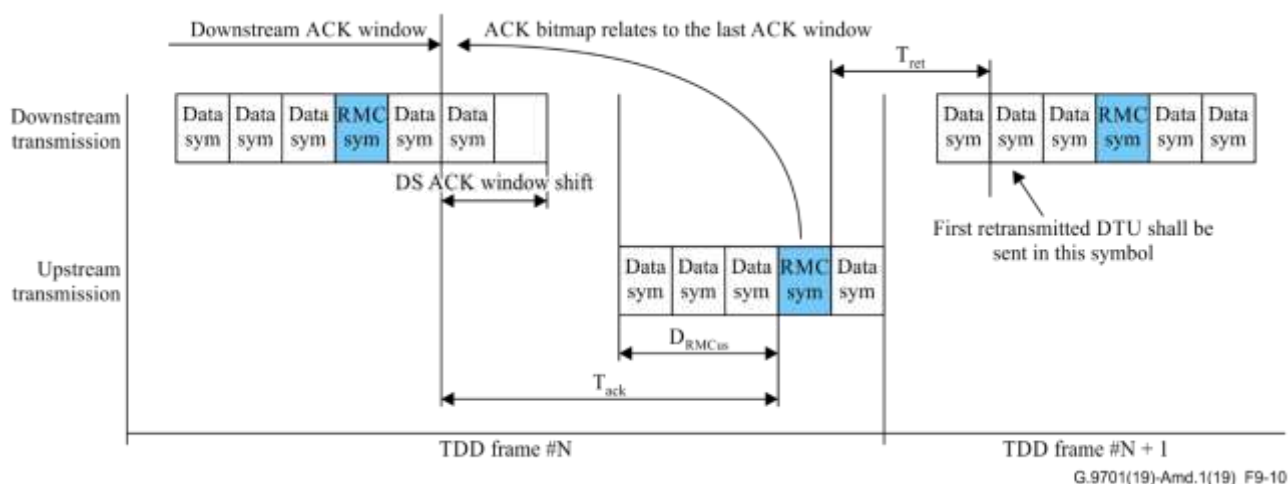 Downstream ACK window
ACK bitmap relates to the last ACK window
T_ret
Downstream
transmission
Data sym
Data sym
Data sym
RMC sym
Data sym
Data sym
Data sym
Data sym
Data sym
RMC sym
Data sym
Data sym
DS ACK window shift
First retransmitted DTU shall be
sent in this symbol
Upstream
transmission
Data sym
Data sym
Data sym
RMC sym
Data sym
D_RMCus
T_ack
TDD frame #N
TDD frame #N + 1
G.9701(19)-Amd.1(19)_F9-10